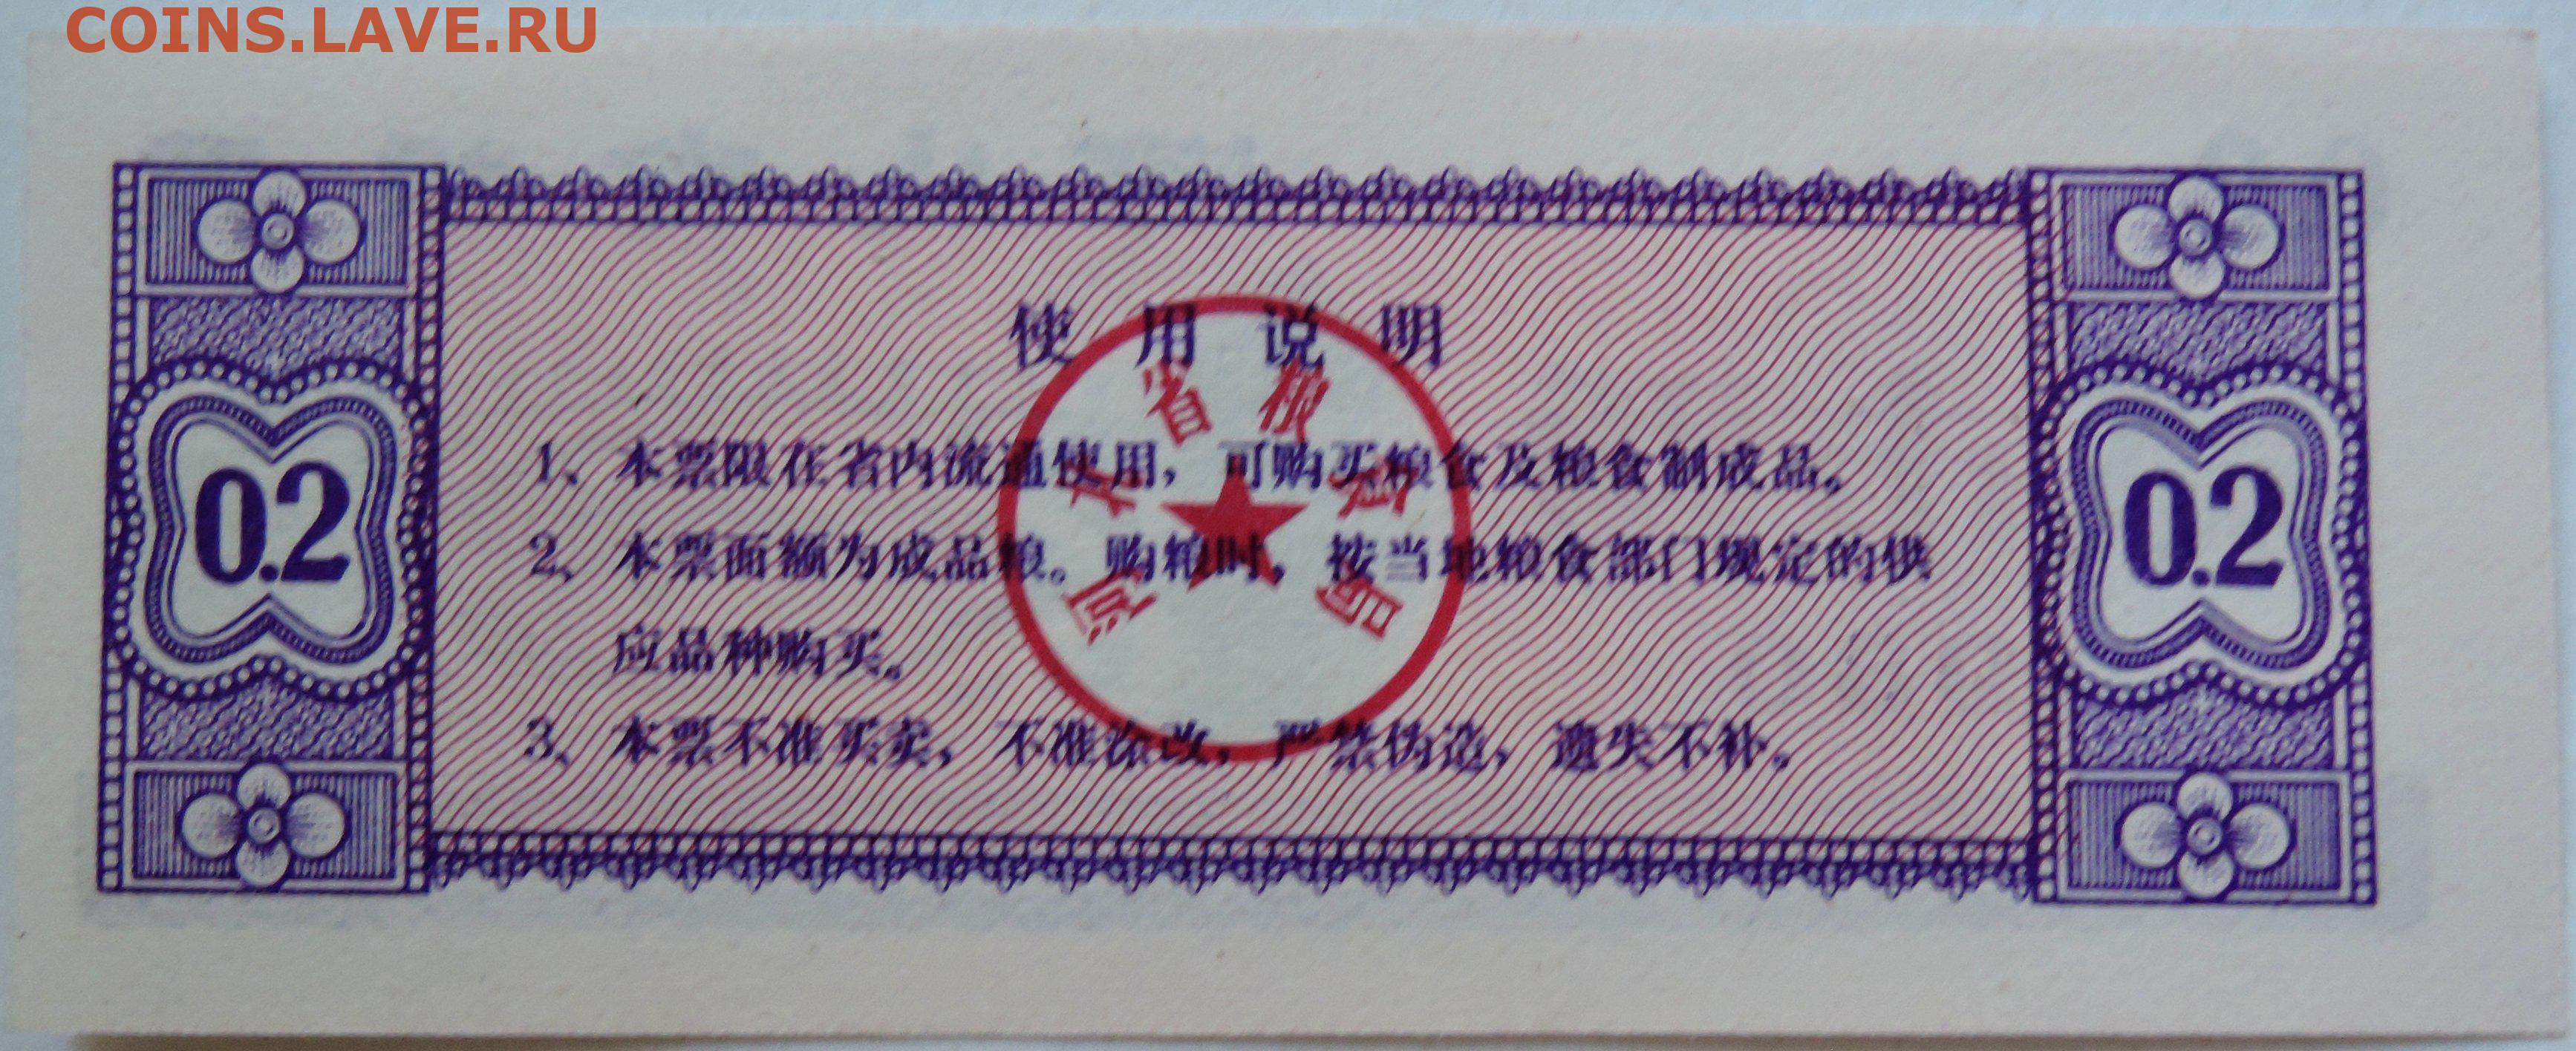 COINS.LAVE.RU
使用说明
省粮食局
1、本票限在省内流通使用，可购买粮食及粮食制成品。
0.2
0.2
2、本票面额为成品粮。购粮时，按当地粮食部门规定的供
应品种购买。
3、本票不准买卖，不准涂改，严禁伪造，遗失不补。